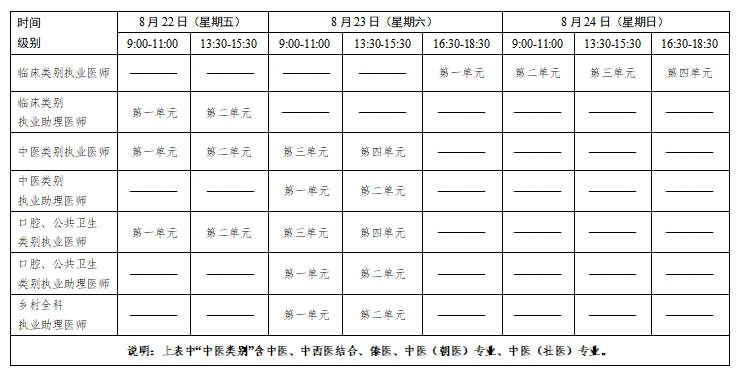 时间 8月22日（星期五） 8月23日（星期六） 8月24日（星期日）
级别 9:00-11:00 13:30-15:30 9:00-11:00 13:30-15:30 16:30-18:30 9:00-11:00 13:30-15:30 16:30-18:30
临床类别执业医师 —— —— —— —— 第一单元 第二单元 第三单元 第四单元
临床类别
执业助理医师 第一单元 第二单元 —— —— —— —— —— ——
中医类别执业医师 第一单元 第二单元 第三单元 第四单元 —— —— —— ——
中医类别
执业助理医师 —— —— 第一单元 第二单元 —— —— —— ——
口腔、公共卫生
类别执业医师 第一单元 第二单元 第三单元 第四单元 —— —— —— ——
口腔、公共卫生
类别执业助理医师 —— —— 第一单元 第二单元 —— —— —— ——
乡村全科
执业助理医师 —— —— 第一单元 第二单元 —— —— —— ——
说明：上表中“中医类别”含中医、中西医结合、傣医、中医（朝医）专业、中医（壮医）专业。